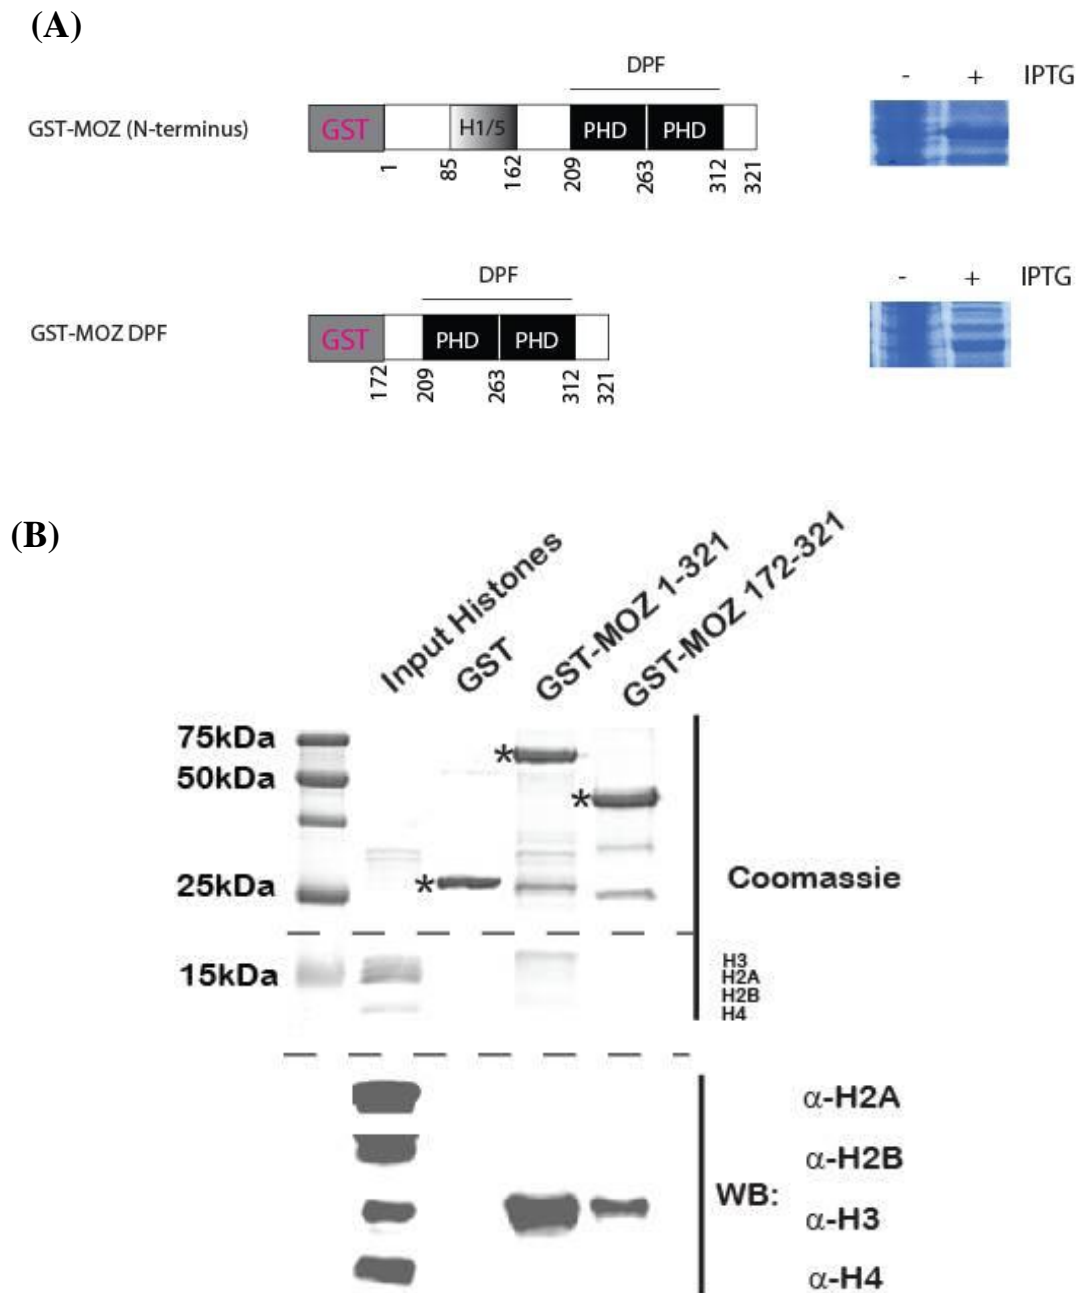 (A)
DPF
- + IPTG
GST-MOZ (N-terminus)
GST
H1/5
PHD PHD
1 85 162 209 263 312 321
DPF
- + IPTG
GST-MOZ DPF
GST
PHD PHD
172 209 263 312 321
(B)
Input Histones
GST
GST-MOZ 1-321
GST-MOZ 172-321
75kDa
*
50kDa
*
25kDa
*
Coomassie
15kDa
H3
H2A
H2B
H4
α-H2A
α-H2B
WB:
α-H3
α-H4